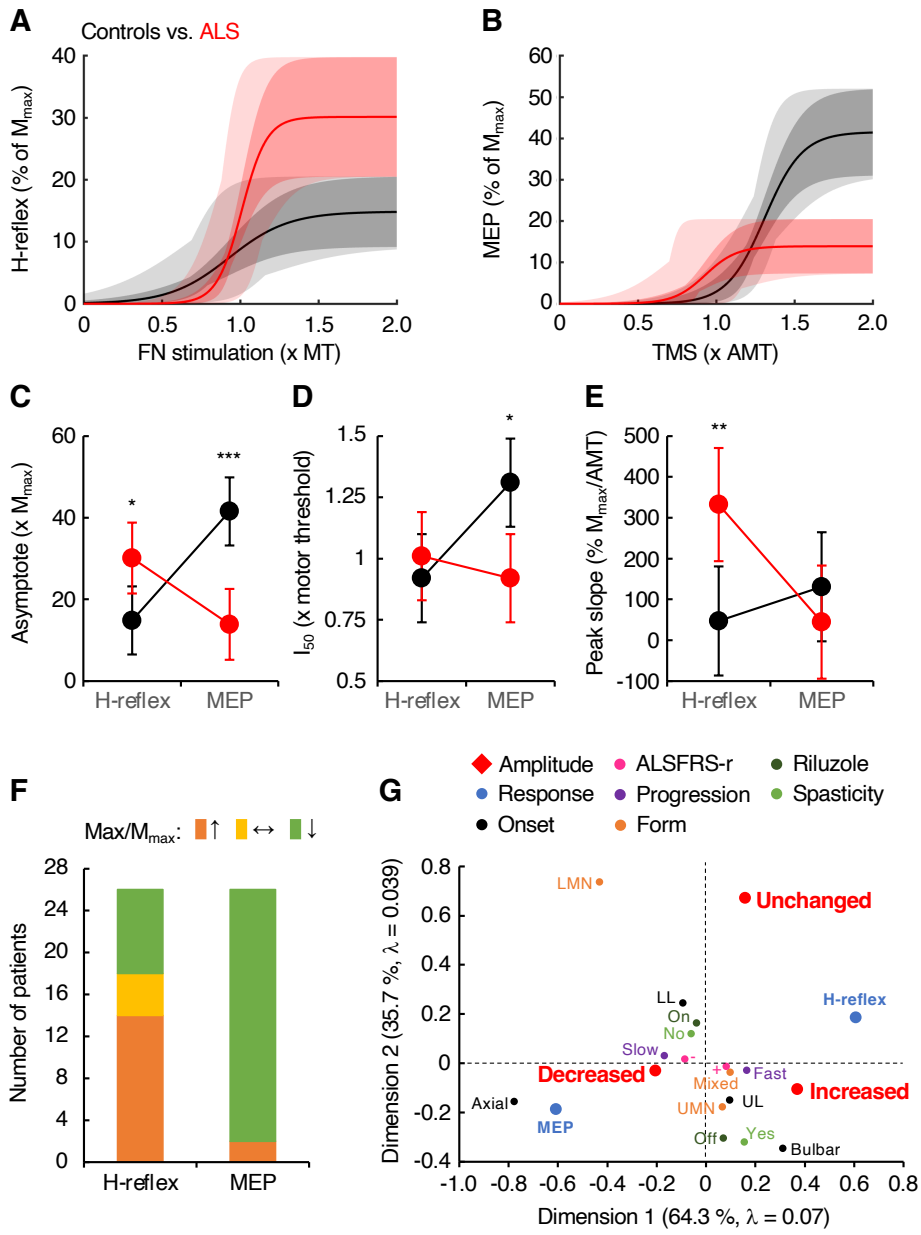 A
Controls vs. ALS
H-reflex (% of Mmax)
40
30
20
10
0
0 0.5 1.0 1.5 2.0
FN stimulation (x MT)
B
MEP (% of Mmax)
60
50
40
30
20
10
0
0 0.5 1.0 1.5 2.0
TMS (x AMT)
C
Asymptote (x Mmax)
60
40
20
0
*
***
H-reflex MEP
D
I50 (x motor threshold)
1.5
1.25
1
0.75
0.5
*
H-reflex MEP
E
Peak slope (% Mmax/AMT)
500
400
300
200
100
0
-100
**
H-reflex MEP
F
Max/Mmax: ↑ ↔ ↓
Number of patients
28
24
20
16
12
8
4
0
H-reflex MEP
G
Amplitude ALSFRS-r Riluzole
Response Progression Spasticity
Onset Form
Dimension 2 (35.7 %, λ = 0.039)
0.8
0.6
0.4
0.2
0
-0.2
-0.4
LMN
Unchanged
H-reflex
LL
On
No
Slow
-
Decreased
+
Mixed
Fast
Increased
Axial
MEP
UMN
UL
Off
Yes
Bulbar
-1.0 -0.8 -0.6 -0.4 -0.2 0 0.2 0.4 0.6 0.8
Dimension 1 (64.3 %, λ = 0.07)